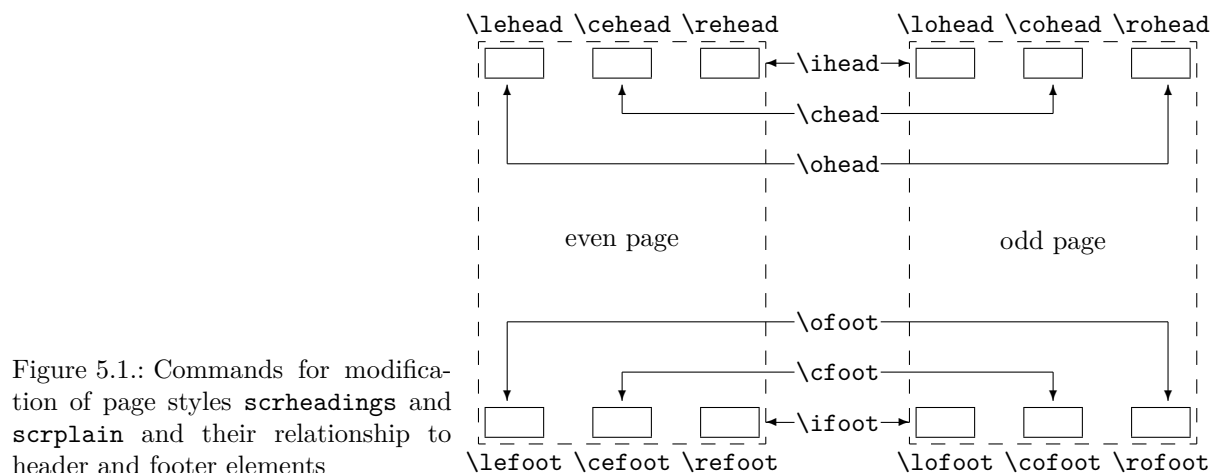 \lehead \cehead \rehead \lohead \cohead \rohead
\ihead
\chead
\ohead
even page odd page
\ofoot
\cfoot
\ifoot
\lefoot \cefoot \refoot \lofoot \cofoot \rofoot
Figure 5.1.: Commands for modifica-
tion of page styles scrheadings and
scrplain and their relationship to
header and footer elements